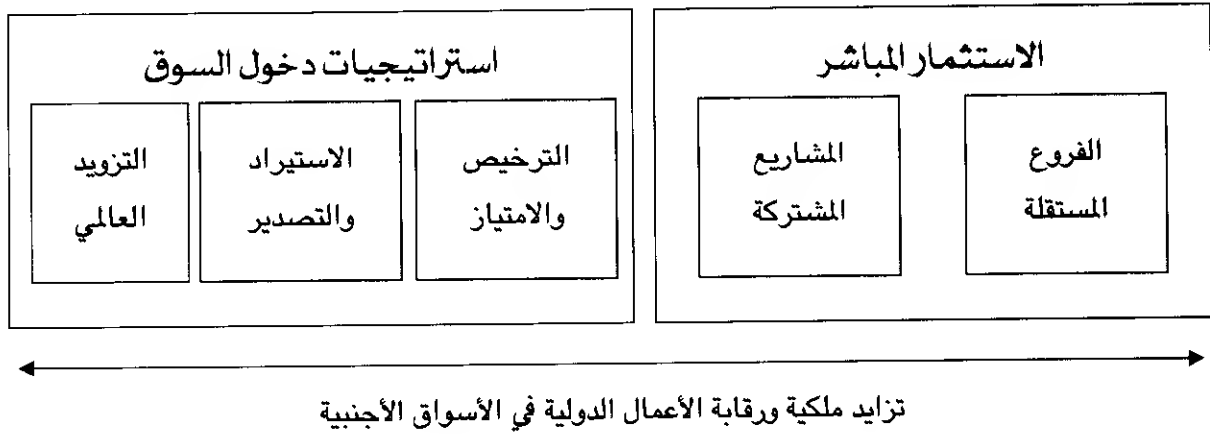 الاستثمار المباشر
الفروع
المستقلة
المشاريع
المشتركة
استراتيجيات دخول السوق
الترخيص
والامتياز
الاستيراد
والتصدير
التزويد
العالمي
تزايد ملكية ورقابة الأعمال الدولية في الأسواق الأجنبية